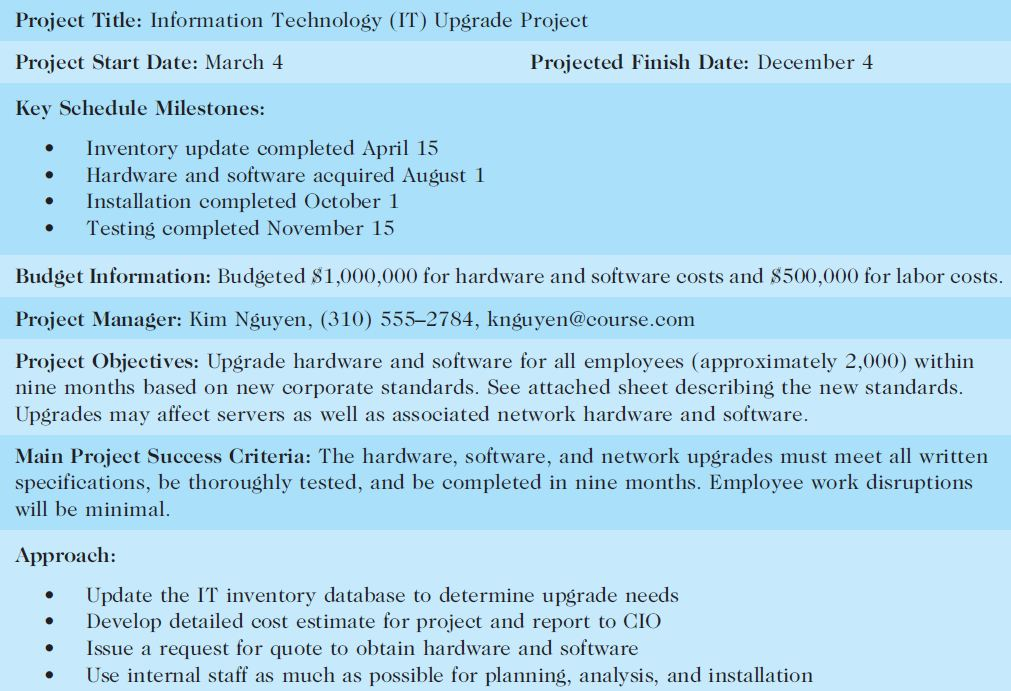 Project Title: Information Technology (IT) Upgrade Project
Project Start Date: March 4 Projected Finish Date: December 4
Key Schedule Milestones:
• Inventory update completed April 15
• Hardware and software acquired August 1
• Installation completed October 1
• Testing completed November 15
Budget Information: Budgeted $1,000,000 for hardware and software costs and $500,000 for labor costs.
Project Manager: Kim Nguyen, (310) 555–2784, knguyen@course.com
Project Objectives: Upgrade hardware and software for all employees (approximately 2,000) within
nine months based on new corporate standards. See attached sheet describing the new standards.
Upgrades may affect servers as well as associated network hardware and software.
Main Project Success Criteria: The hardware, software, and network upgrades must meet all written
specifications, be thoroughly tested, and be completed in nine months. Employee work disruptions
will be minimal.
Approach:
• Update the IT inventory database to determine upgrade needs
• Develop detailed cost estimate for project and report to CIO
• Issue a request for quote to obtain hardware and software
• Use internal staff as much as possible for planning, analysis, and installation